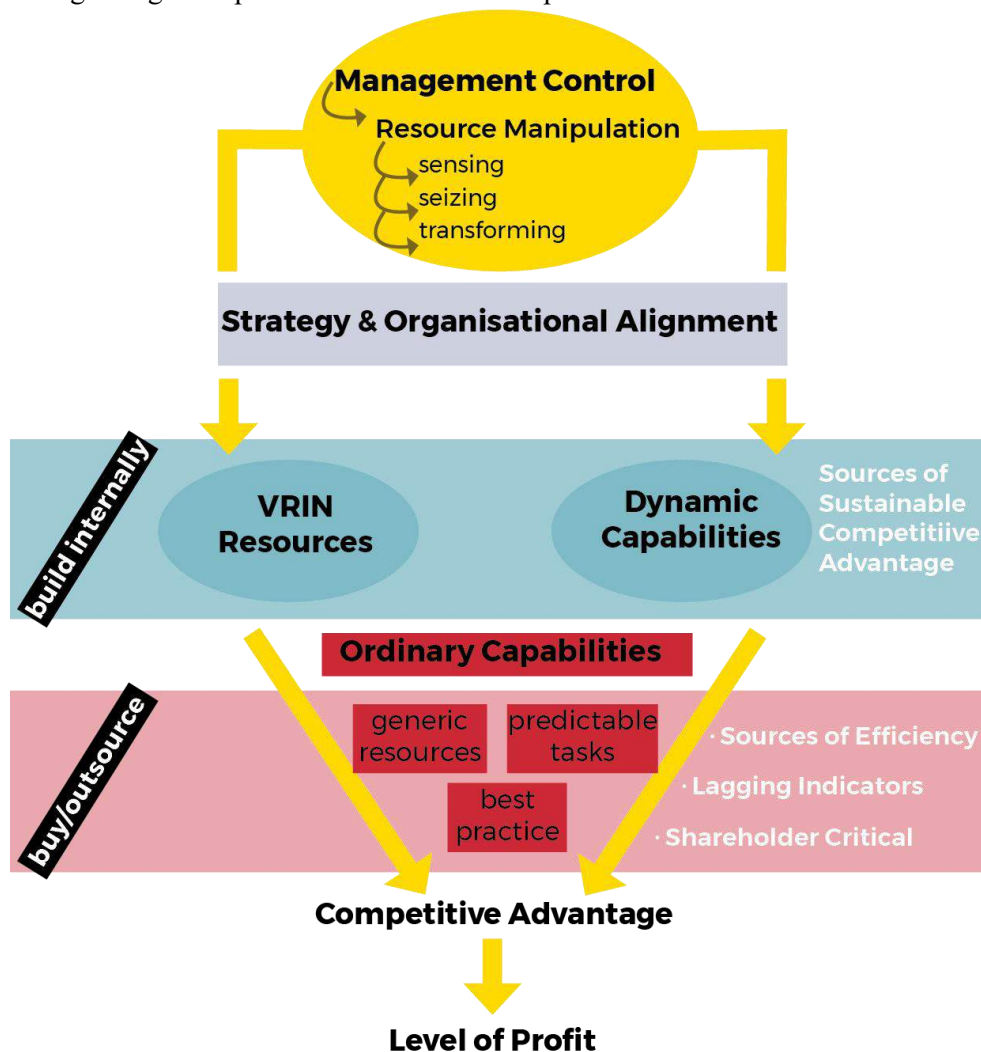 Management Control
Resource Manipulation
sensing
seizing
transforming
Strategy & Organisational Alignment
build internally
VRIN
Resources
Dynamic
Capabilities
Sources of
Sustainable
Competitiive
Advantage
Ordinary Capabilities
buy/outsource
generic
resources
predictable
tasks
best
practice
· Sources of Efficiency
· Lagging Indicators
· Shareholder Critical
Competitive Advantage
Level of Profit